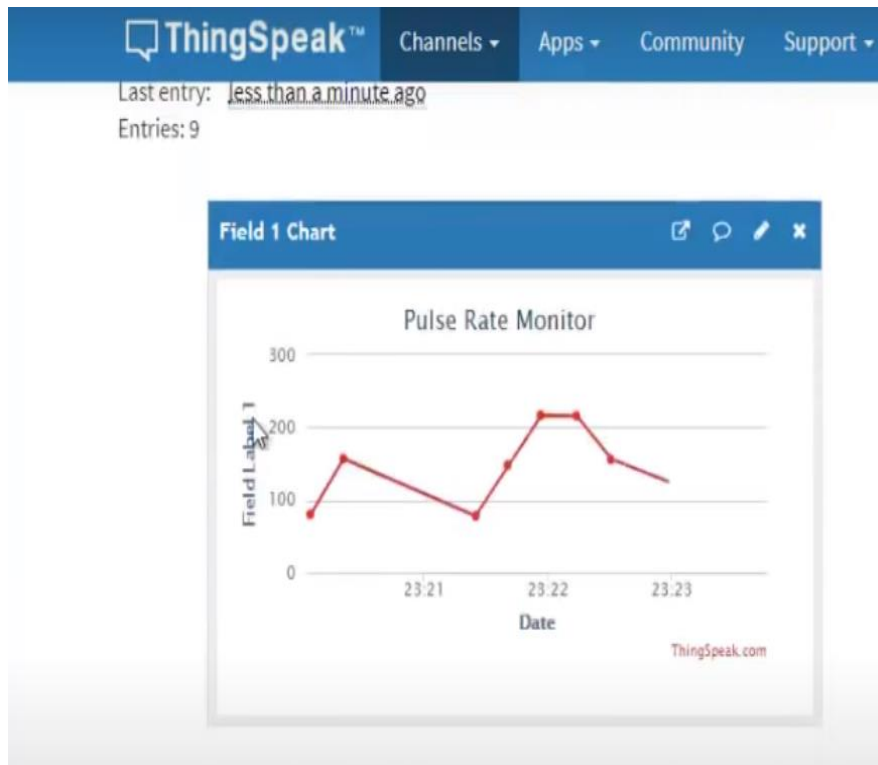 ThingSpeak™ Channels Apps Community Support
Last entry: less than a minute ago
Entries: 9
Field 1 Chart
Pulse Rate Monitor
300
200
100
0
Field Label 1
23:21 23:22 23:23
Date
ThingSpeak.com